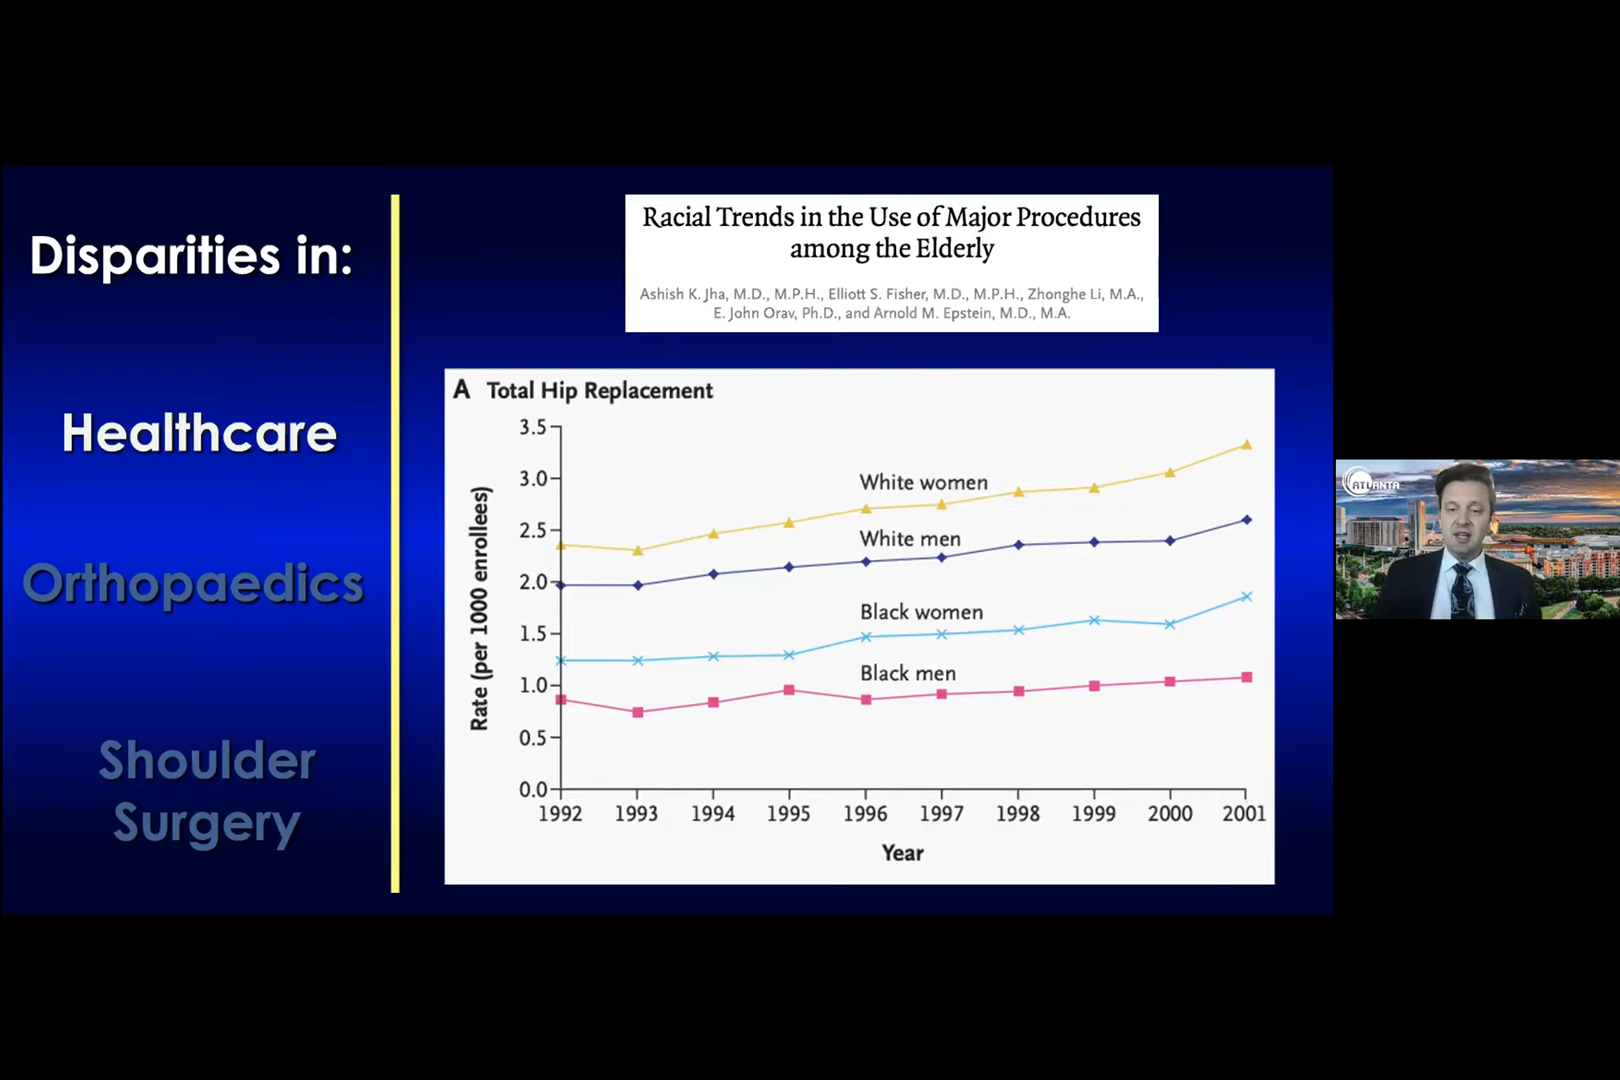 Disparities in:
Healthcare
Orthopaedics
Shoulder
Surgery
Racial Trends in the Use of Major Procedures
among the Elderly
Ashish K. Jha, M.D., M.P.H., Elliott S. Fisher, M.D., M.P.H., Zhonghe Li, M.A.,
E. John Orav, Ph.D., and Arnold M. Epstein, M.D., M.A.
A Total Hip Replacement
Rate (per 1000 enrollees)
3.5
3.0
2.5
2.0
1.5
1.0
0.5
0.0
White women
White men
Black women
Black men
1992 1993 1994 1995 1996 1997 1998 1999 2000 2001
Year
ATLANTA